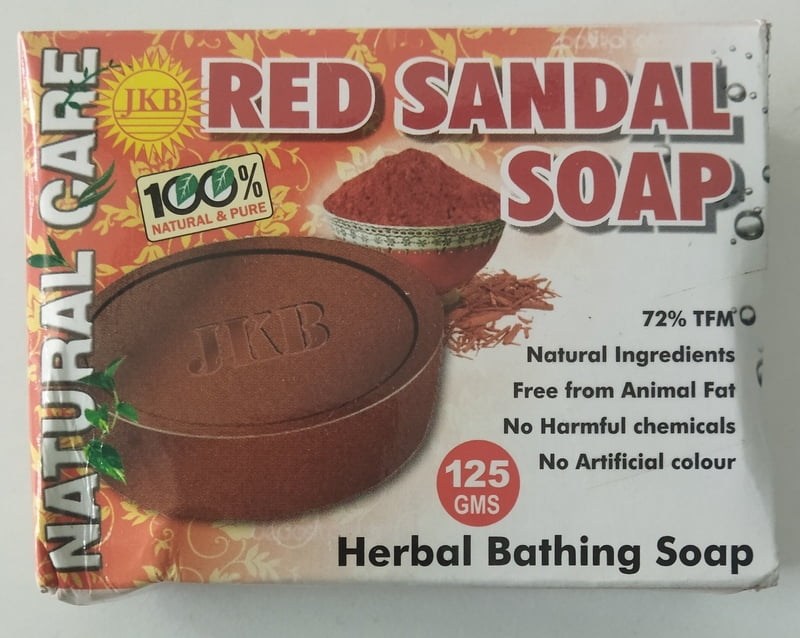 NATURAL CARE
JKB
RED SANDAL
SOAP
100%
NATURAL & PURE
JKB
72% TFM
Natural Ingredients
Free from Animal Fat
No Harmful chemicals
No Artificial colour
125
GMS
Herbal Bathing Soap